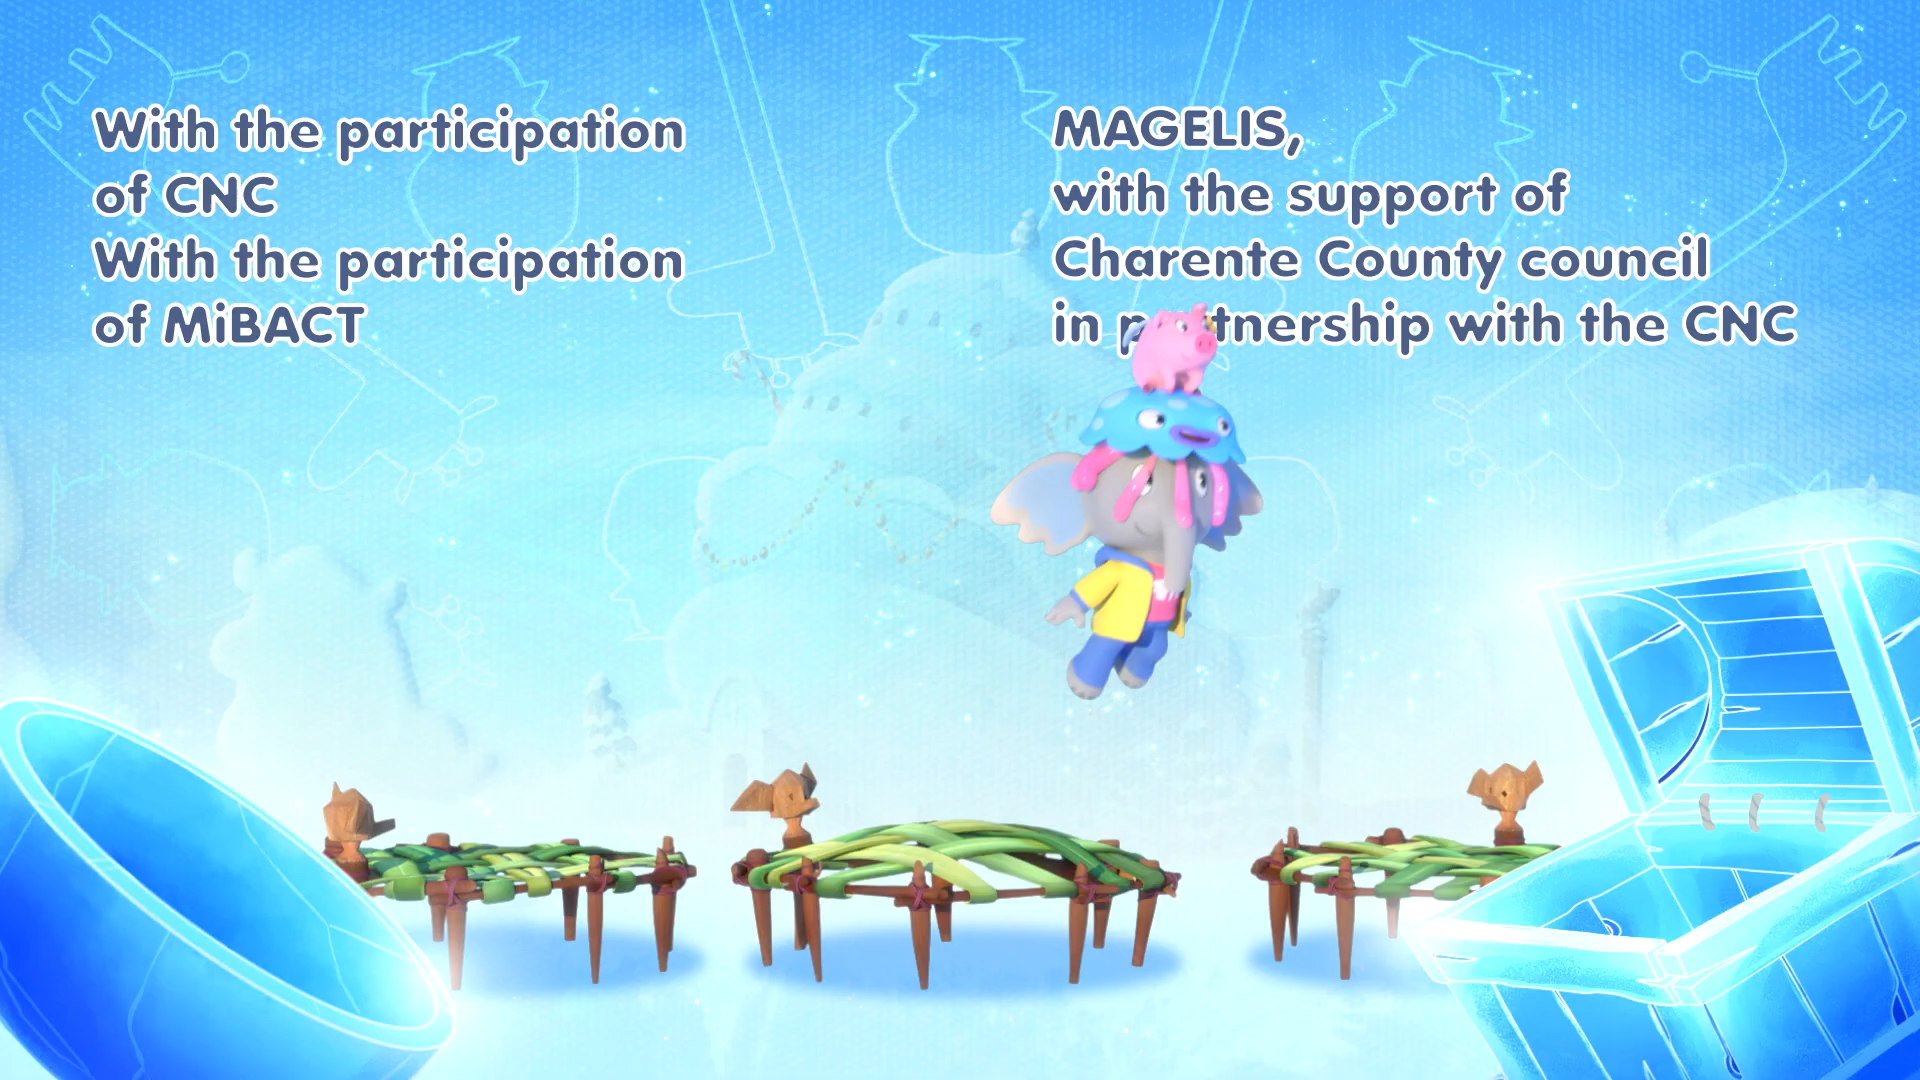 With the participation
of CNC
With the participation
of MiBACT
MAGELIS,
with the support of
Charente County council
in partnership with the CNC